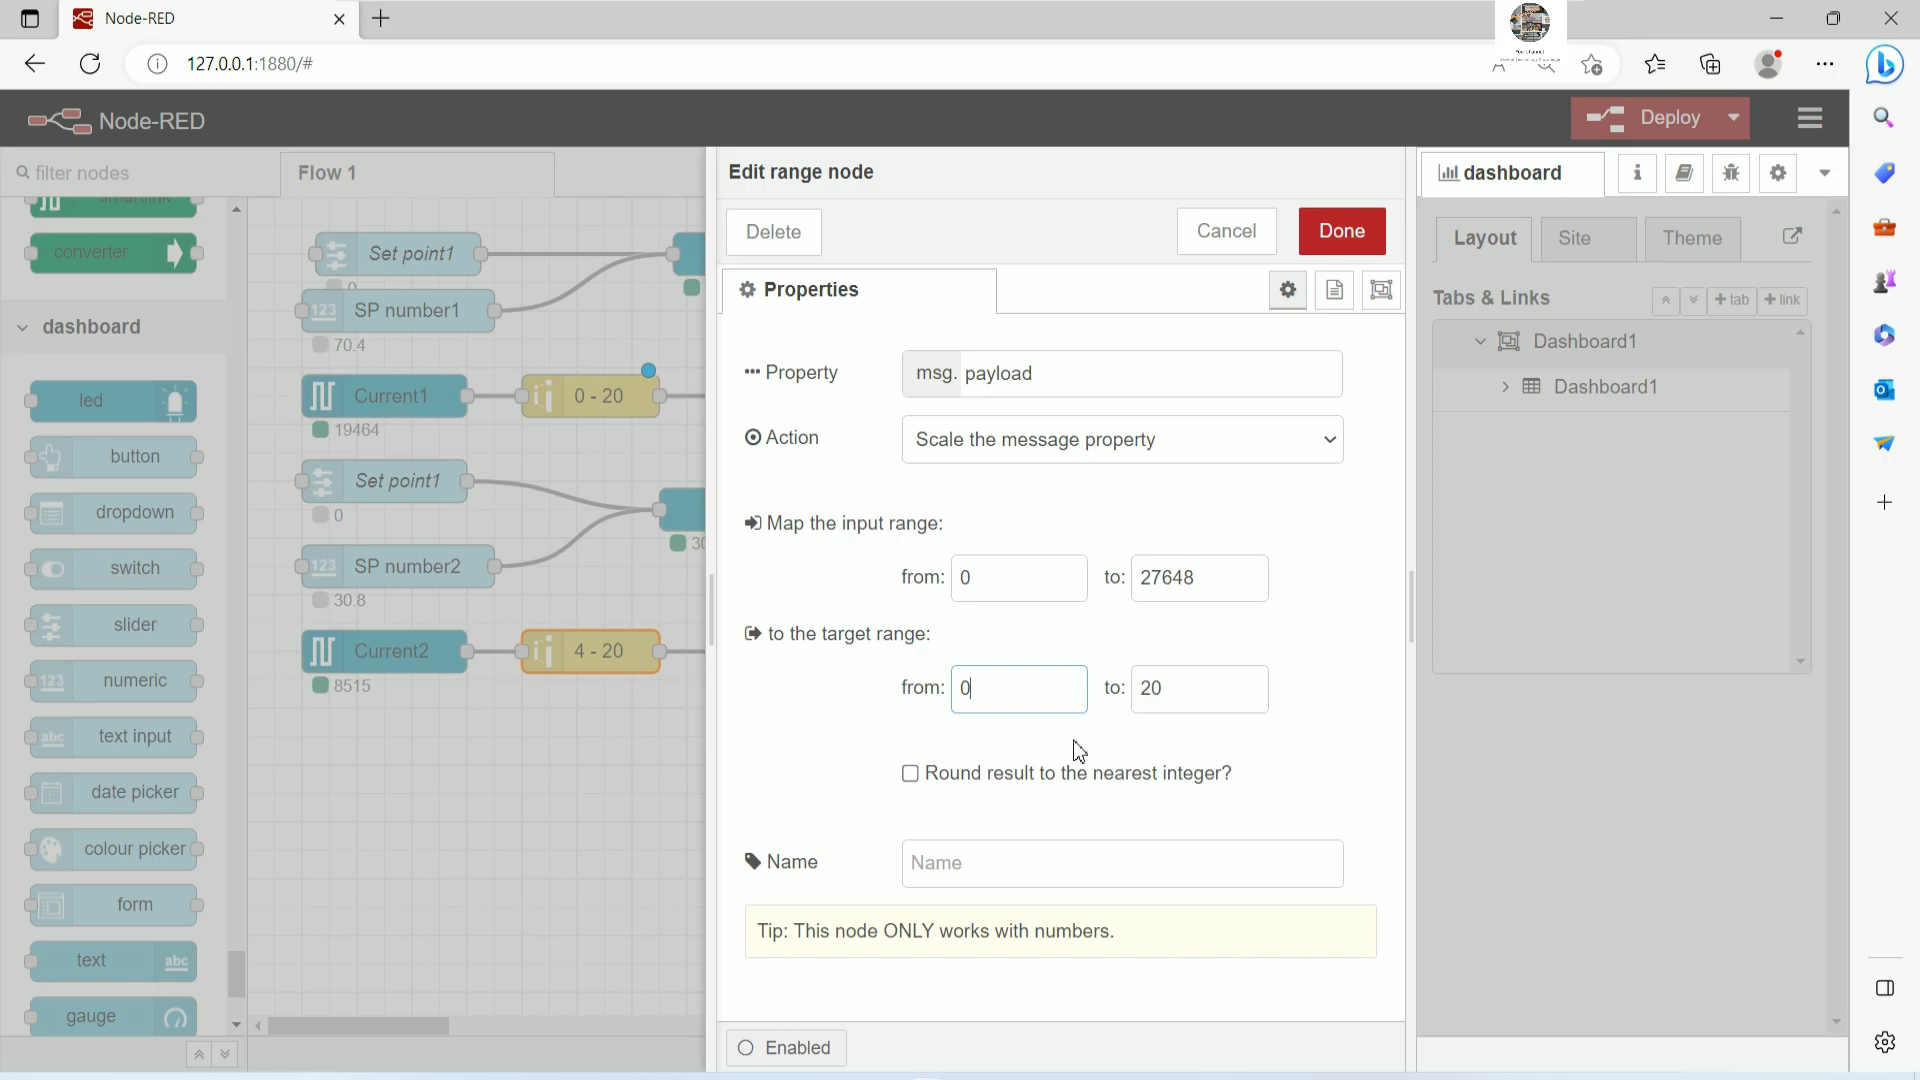 Node-RED
127.0.0.1:1880/#
Your channel
Node-RED
Deploy
filter nodes
Flow 1
Edit range node
dashboard
Delete
Cancel
Done
Layout
Site
Theme
converter
Set point1
0
Properties
Tabs & Links
tab
link
SP number1
70.4
dashboard
Dashboard1
Dashboard1
msg. payload
Property
led
Current1
19464
0 - 20
Action
Scale the message property
button
Set point1
0
dropdown
Map the input range:
30
switch
SP number2
30.8
from: 0
to: 27648
slider
to the target range:
Current2
8515
4 - 20
numeric
from: 0
to: 20
text input
Round result to the nearest integer?
date picker
colour picker
Name
Name
form
Tip: This node ONLY works with numbers.
text
abc
gauge
Enabled